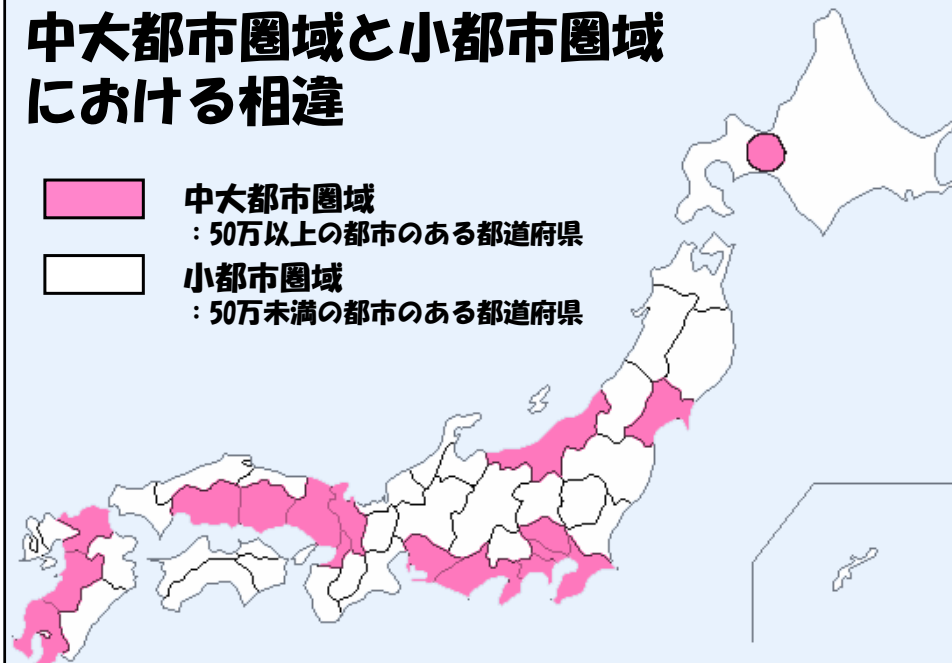 中大都市圏域と小都市圏域
における相違
中大都市圏域
：50万以上の都市のある都道府県
小都市圏域
：50万未満の都市のある都道府県